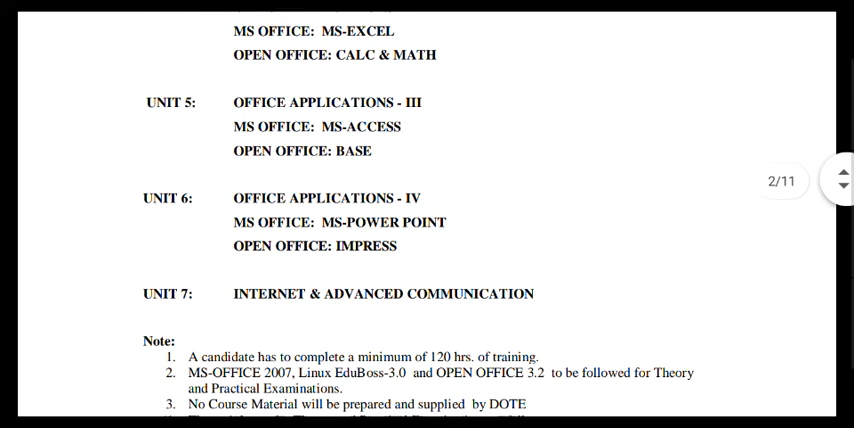 MS OFFICE: MS-EXCEL
OPEN OFFICE: CALC & MATH
UNIT 5: OFFICE APPLICATIONS - III
MS OFFICE: MS-ACCESS
OPEN OFFICE: BASE
2/11
UNIT 6: OFFICE APPLICATIONS - IV
MS OFFICE: MS-POWER POINT
OPEN OFFICE: IMPRESS
UNIT 7: INTERNET & ADVANCED COMMUNICATION
Note:
1. A candidate has to complete a minimum of 120 hrs. of training.
2. MS-OFFICE 2007, Linux EduBoss-3.0 and OPEN OFFICE 3.2 to be followed for Theory
and Practical Examinations.
3. No Course Material will be prepared and supplied by DOTE